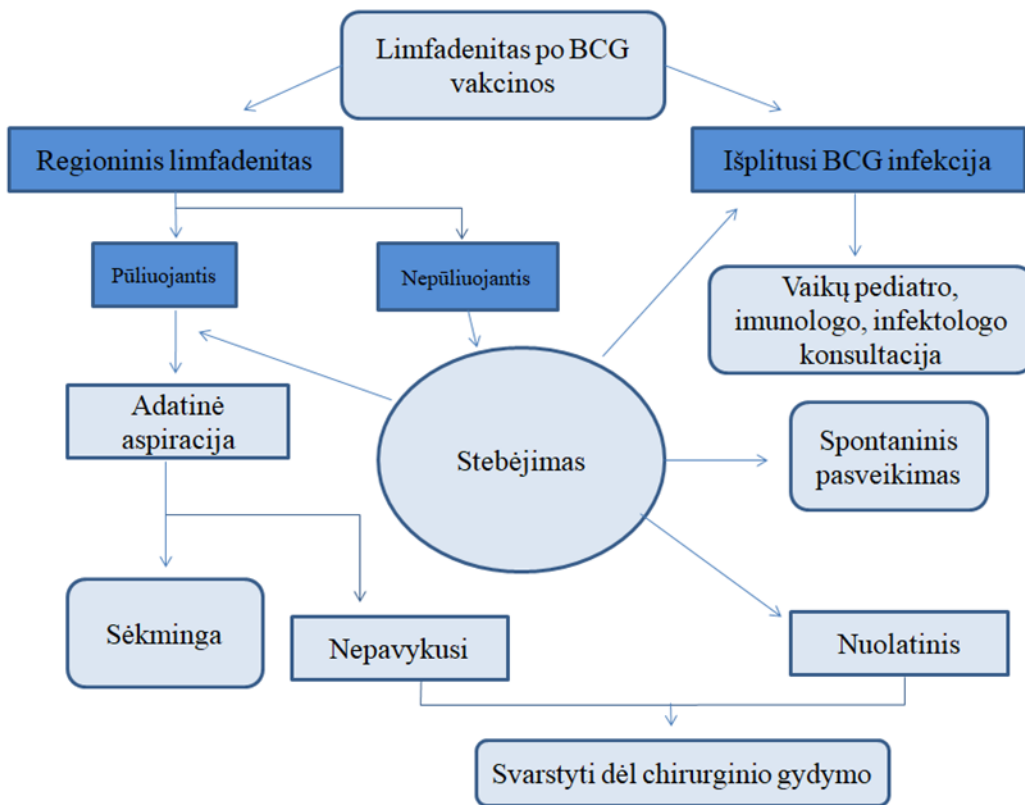 Limfadenitas po BCG
vakcinos
Regioninis limfadenitas
Išplitusi BCG infekcija
Pūliuojantis
Nepūliuojantis
Vaikų pediatro,
imunologo, infektologo
konsultacija
Adatinė
aspiracija
Stebėjimas
Spontaninis
pasveikimas
Sėkminga
Nepavykusi
Nuolatinis
Svarstyti dėl chirurginio gydymo